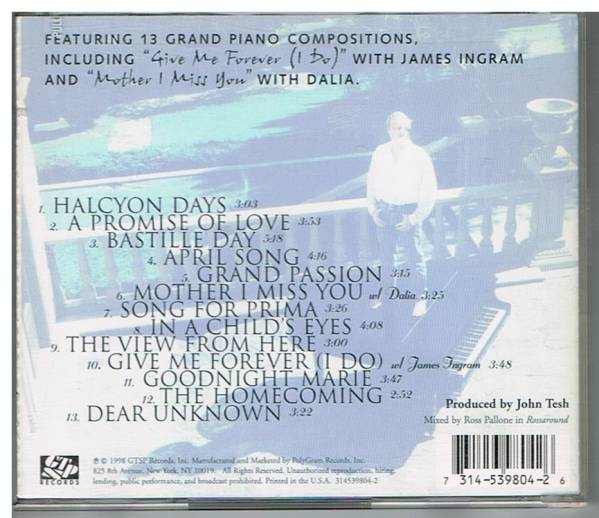 FEATURING 13 GRAND PIANO COMPOSITIONS,
INCLUDING "Give Me Forever (I Do)" WITH JAMES INGRAM
AND "Mother I Miss You" WITH DALIA.
1. HALCYON DAYS 3:03
2. A PROMISE OF LOVE 3:53
3. BASTILLE DAY 5:18
4. APRIL SONG 4:16
5. GRAND PASSION 3:15
6. MOTHER I MISS YOU w/ Dalia 3:25
7. SONG FOR PRIMA 3:26
8. IN A CHILD'S EYES 4:08
9. THE VIEW FROM HERE 3:00
10. GIVE ME FOREVER (I DO) w/ James Ingram 3:48
11. GOODNIGHT MARIE 3:47
12. THE HOMECOMING 2:52
13. DEAR UNKNOWN 3:22
Produced by John Tesh
Mixed by Ross Pallone in Rossaround
GTSP
RECORDS
℗ © 1998 GTSP Records, Inc. Manufactured and Marketed by PolyGram Records, Inc.
825 8th Avenue, New York, NY 10019. All Rights Reserved. Unauthorized reproduction, hiring,
lending, public performance, and broadcast prohibited. Printed in the U.S.A. 314539804-2
7 314-539804-2 6